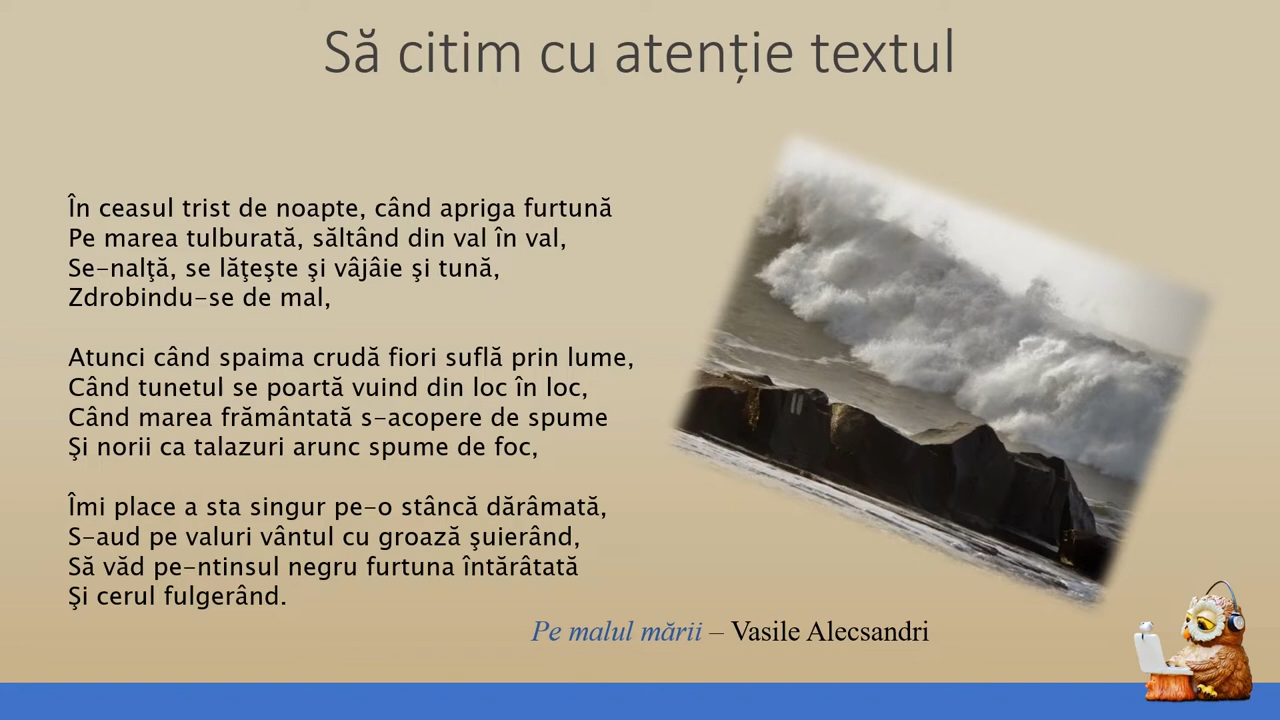 Să citim cu atenție textul
În ceasul trist de noapte, când apriga furtună
Pe marea tulburată, săltând din val în val,
Se-nalţă, se lăţeşte şi vâjâie şi tună,
Zdrobindu-se de mal,
Atunci când spaima crudă fiori suflă prin lume,
Când tunetul se poartă vuind din loc în loc,
Când marea frământată s-acopere de spume
Şi norii ca talazuri arunc spume de foc,
Îmi place a sta singur pe-o stâncă dărâmată,
S-aud pe valuri vântul cu groază şuierând,
Să văd pe-ntinsul negru furtuna întărâtată
Şi cerul fulgerând.
Pe malul mării – Vasile Alecsandri